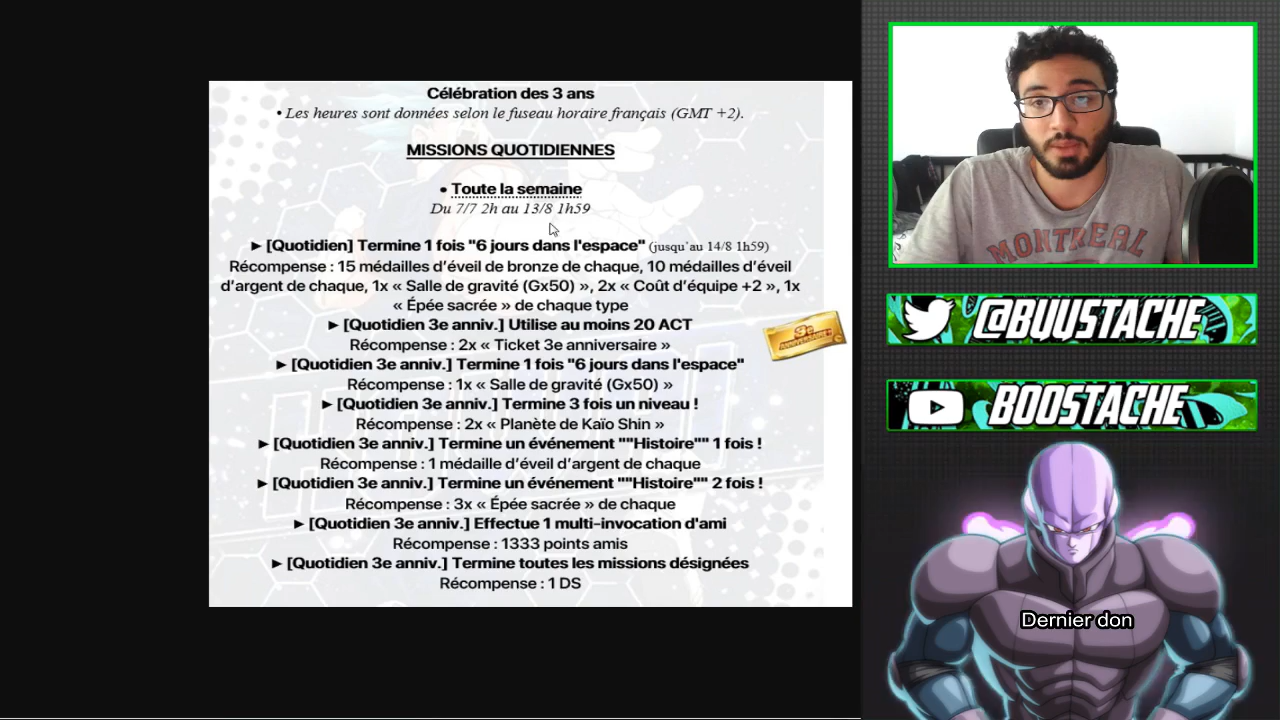 Célébration des 3 ans
• Les heures sont données selon le fuseau horaire français (GMT +2).
MISSIONS QUOTIDIENNES
• Toute la semaine
Du 7/7 2h au 13/8 1h59
► [Quotidien] Termine 1 fois "6 jours dans l'espace" (jusqu'au 14/8 1h59)
Récompense : 15 médailles d’éveil de bronze de chaque, 10 médailles d’éveil
d’argent de chaque, 1x « Salle de gravité (Gx50) », 2x « Coût d’équipe +2 », 1x
« Épée sacrée » de chaque type
► [Quotidien 3e anniv.] Utilise au moins 20 ACT
Récompense : 2x « Ticket 3e anniversaire »
► [Quotidien 3e anniv.] Termine 1 fois "6 jours dans l'espace"
Récompense : 1x « Salle de gravité (Gx50) »
► [Quotidien 3e anniv.] Termine 3 fois un niveau !
Récompense : 2x « Planète de Kaïo Shin »
► [Quotidien 3e anniv.] Termine un événement ""Histoire"" 1 fois !
Récompense : 1 médaille d’éveil d’argent de chaque
► [Quotidien 3e anniv.] Termine un événement ""Histoire"" 2 fois !
Récompense : 3x « Épée sacrée » de chaque
► [Quotidien 3e anniv.] Effectue 1 multi-invocation d'ami
Récompense : 1333 points amis
► [Quotidien 3e anniv.] Termine toutes les missions désignées
Récompense : 1 DS
3e
ANNIVERSAIRE
MONTREAL
@BUUSTACHE
BOOSTACHE
Dernier don